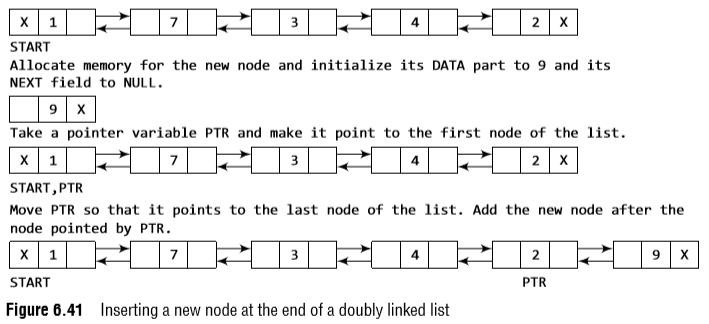 X 1 7 3 4 2 X
START
Allocate memory for the new node and initialize its DATA part to 9 and its
NEXT field to NULL.
9 X
Take a pointer variable PTR and make it point to the first node of the list.
X 1 7 3 4 2 X
START,PTR
Move PTR so that it points to the last node of the list. Add the new node after the
node pointed by PTR.
X 1 7 3 4 2 9 X
START PTR
Figure 6.41 Inserting a new node at the end of a doubly linked list